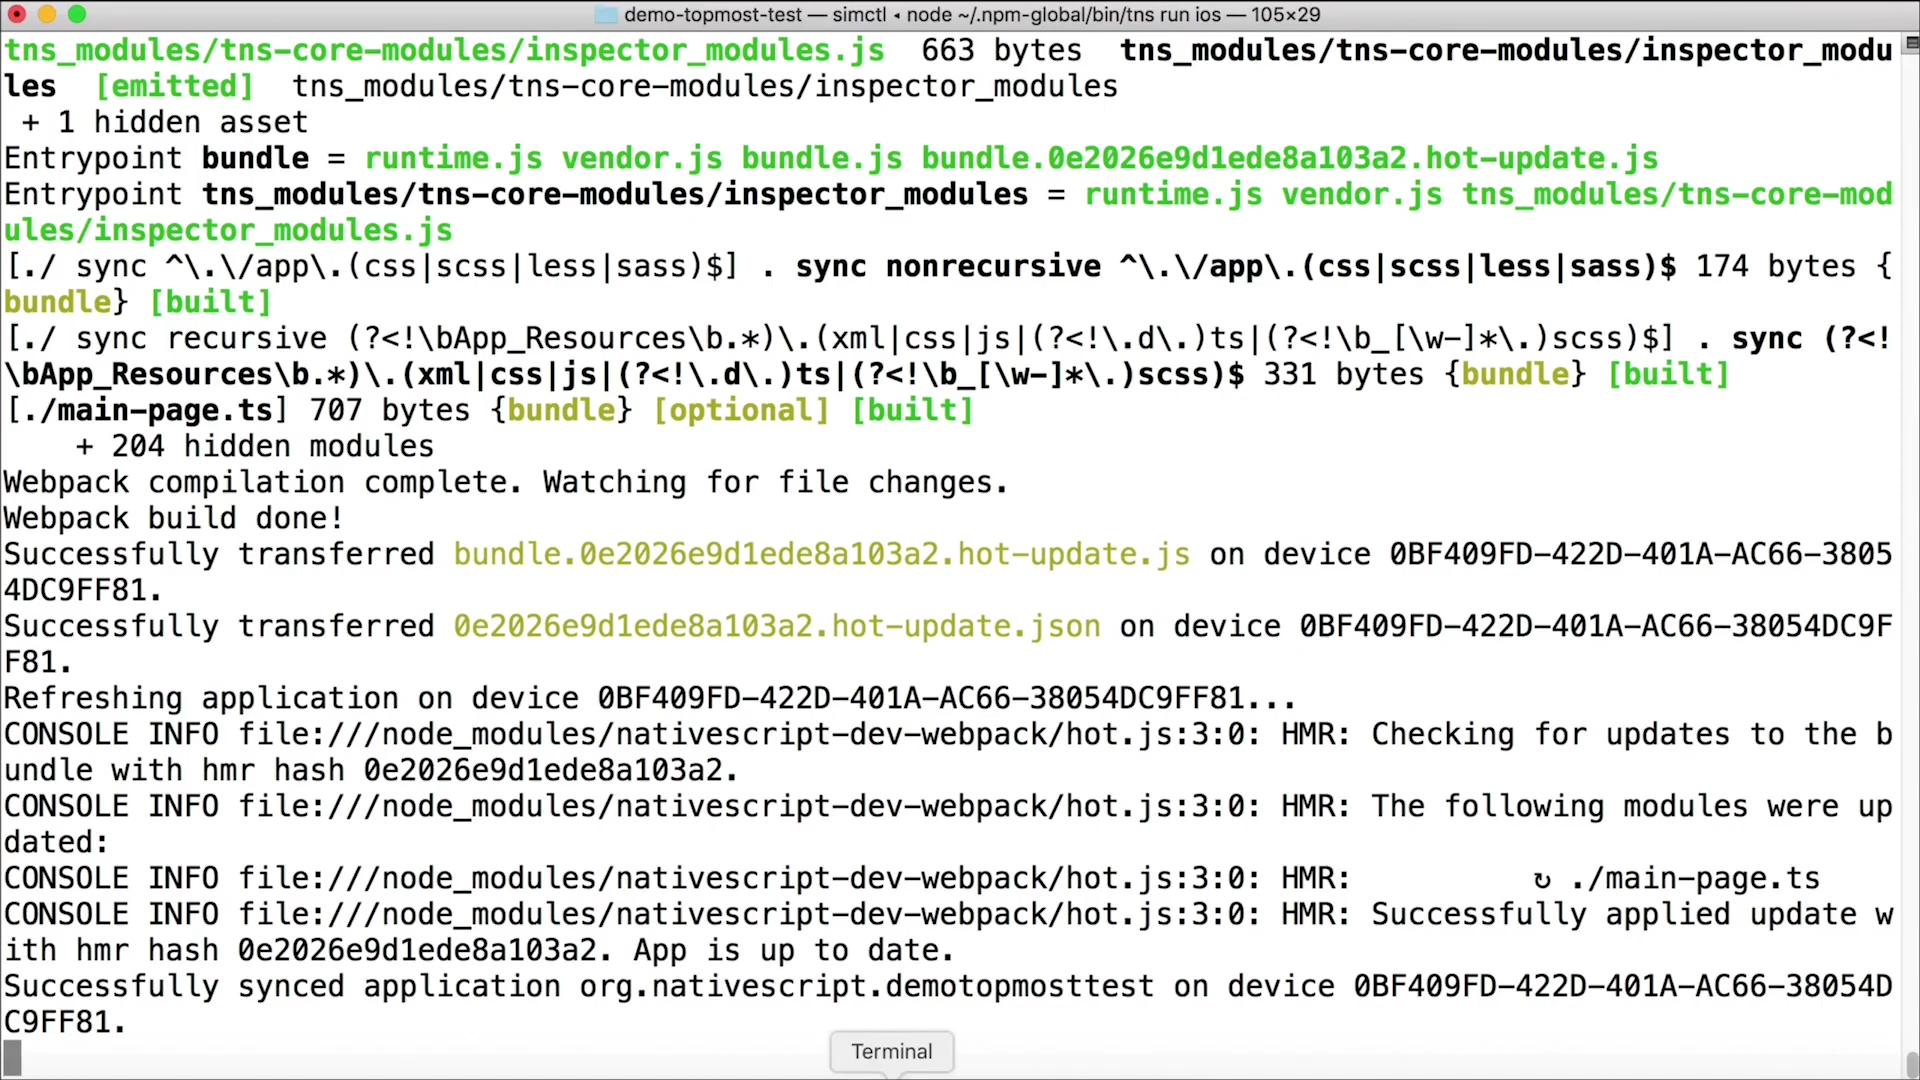 demo-topmost-test — simctl ◂ node ~/.npm-global/bin/tns run ios — 105×29
tns_modules/tns-core-modules/inspector_modules.js  663 bytes  tns_modules/tns-core-modules/inspector_modu
les  [emitted]  tns_modules/tns-core-modules/inspector_modules
 + 1 hidden asset
Entrypoint bundle = runtime.js vendor.js bundle.js bundle.0e2026e9d1ede8a103a2.hot-update.js
Entrypoint tns_modules/tns-core-modules/inspector_modules = runtime.js vendor.js tns_modules/tns-core-mod
ules/inspector_modules.js
[./ sync ^\.\/app\.(css|scss|less|sass)$] . sync nonrecursive ^\.\/app\.(css|scss|less|sass)$ 174 bytes {
bundle} [built]
[./ sync recursive (?<!\bApp_Resources\b.*)\.(xml|css|js|(?<!\.d\.)ts|(?<!\b_[\w-]*\.)scss)$] . sync (?<!
\bApp_Resources\b.*)\.(xml|css|js|(?<!\.d\.)ts|(?<!\b_[\w-]*\.)scss)$ 331 bytes {bundle} [built]
[./main-page.ts] 707 bytes {bundle} [optional] [built]
    + 204 hidden modules
Webpack compilation complete. Watching for file changes.
Webpack build done!
Successfully transferred bundle.0e2026e9d1ede8a103a2.hot-update.js on device 0BF409FD-422D-401A-AC66-3805
4DC9FF81.
Successfully transferred 0e2026e9d1ede8a103a2.hot-update.json on device 0BF409FD-422D-401A-AC66-38054DC9F
F81.
Refreshing application on device 0BF409FD-422D-401A-AC66-38054DC9FF81...
CONSOLE INFO file:///node_modules/nativescript-dev-webpack/hot.js:3:0: HMR: Checking for updates to the b
undle with hmr hash 0e2026e9d1ede8a103a2.
CONSOLE INFO file:///node_modules/nativescript-dev-webpack/hot.js:3:0: HMR: The following modules were up
dated:
CONSOLE INFO file:///node_modules/nativescript-dev-webpack/hot.js:3:0: HMR:          ↻ ./main-page.ts
CONSOLE INFO file:///node_modules/nativescript-dev-webpack/hot.js:3:0: HMR: Successfully applied update w
ith hmr hash 0e2026e9d1ede8a103a2. App is up to date.
Successfully synced application org.nativescript.demotopmosttest on device 0BF409FD-422D-401A-AC66-38054D
C9FF81.
Terminal